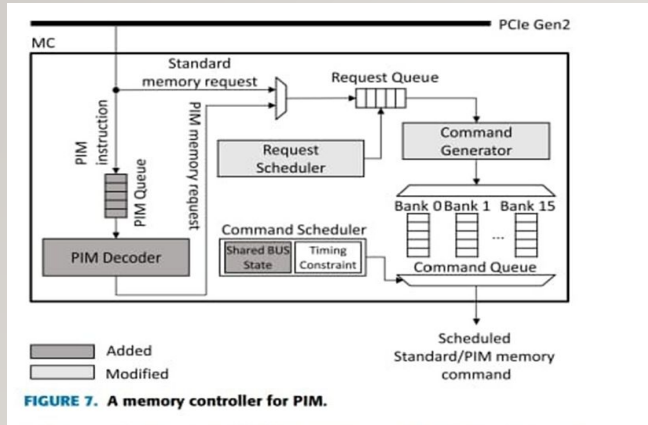 PCIe Gen2
MC
Standard
memory request
Request Queue
PIM
instruction
PIM Queue
PIM memory request
Request
Scheduler
Command
Generator
Bank 0 Bank 1 Bank 15
...
Command Queue
PIM Decoder
Command Scheduler
Shared BUS
State
Timing
Constraint
Scheduled
Standard/PIM memory
command
Added
Modified
FIGURE 7. A memory controller for PIM.